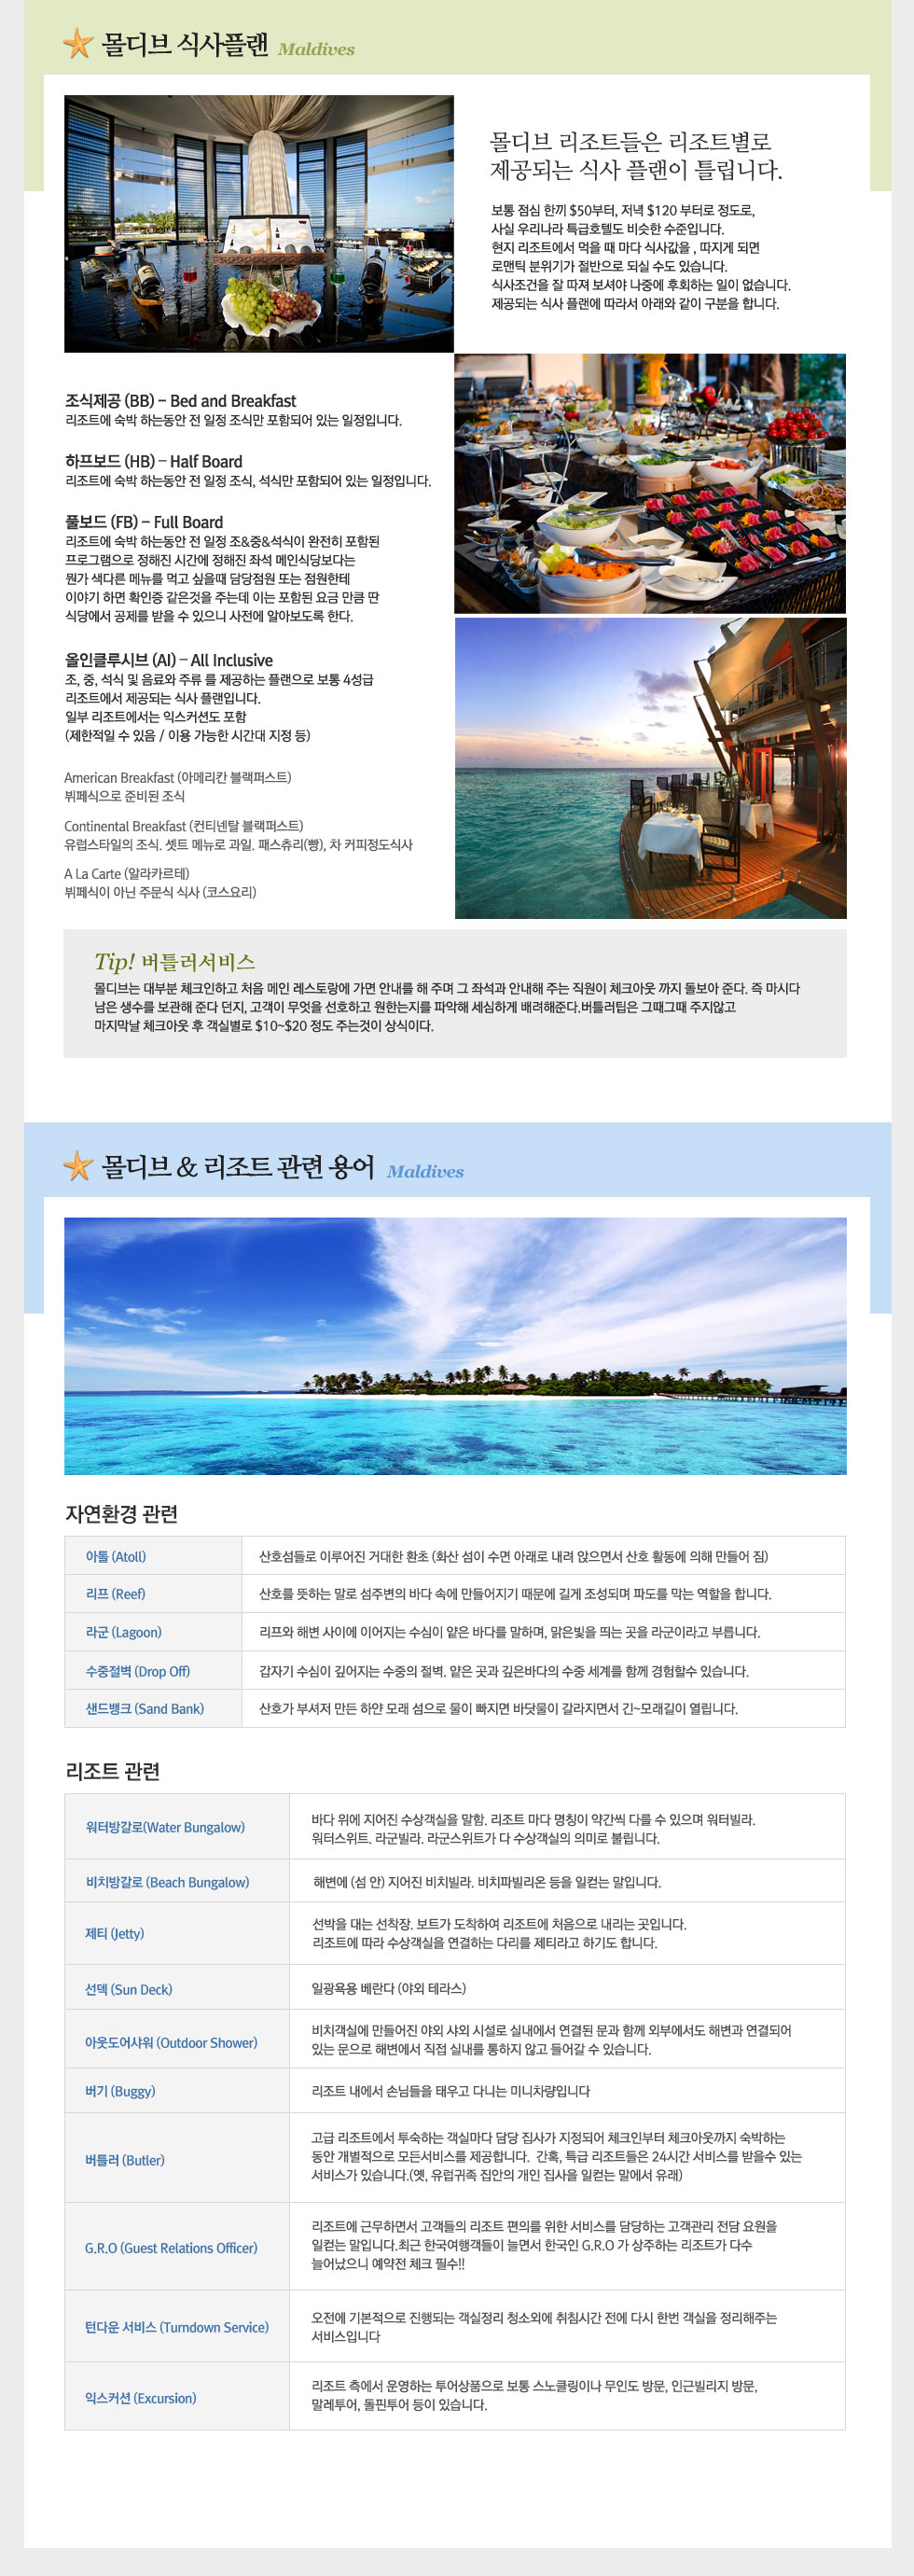 몰디브 식사플랜 Maldives
몰디브 리조트들은 리조트별로
제공되는 식사 플랜이 틀립니다.
보통 점심 한끼 $50부터, 저녁 $120 부터로 정도로,
사실 우리나라 특급호텔도 비슷한 수준입니다.
현지 리조트에서 먹을 때 마다 식사값을 , 따지게 되면
로맨틱 분위기가 절반으로 되실 수도 있습니다.
식사조건을 잘 따져 보셔야 나중에 후회하는 일이 없습니다.
제공되는 식사 플랜에 따라서 아래와 같이 구분을 합니다.
조식제공 (BB) – Bed and Breakfast
리조트에 숙박 하는동안 전 일정 조식만 포함되어 있는 일정입니다.
하프보드 (HB) – Half Board
리조트에 숙박 하는동안 전 일정 조식, 석식만 포함되어 있는 일정입니다.
풀보드 (FB) – Full Board
리조트에 숙박 하는동안 전 일정 조&중&석식이 완전히 포함된
프로그램으로 정해진 시간에 정해진 좌석 메인식당보다는
뭔가 색다른 메뉴를 먹고 싶을때 담당점원 또는 점원한테
이야기 하면 확인증 같은것을 주는데 이는 포함된 요금 만큼 딴
식당에서 공제를 받을 수 있으니 사전에 알아보도록 한다.
올인클루시브 (AI) – All Inclusive
조, 중, 석식 및 음료와 주류 를 제공하는 플랜으로 보통 4성급
리조트에서 제공되는 식사 플랜입니다.
일부 리조트에서는 익스커션도 포함
(제한적일 수 있음 / 이용 가능한 시간대 지정 등)
American Breakfast (아메리칸 블랙퍼스트)
뷔페식으로 준비된 조식
Continental Breakfast (컨티넨탈 블랙퍼스트)
유럽스타일의 조식. 셋트 메뉴로 과일. 패스츄리(빵), 차 커피정도식사
A La Carte (알라카르테)
뷔페식이 아닌 주문식 식사 (코스요리)
Tip! 버틀러서비스
몰디브는 대부분 체크인하고 처음 메인 레스토랑에 가면 안내를 해 주며 그 좌석과 안내해 주는 직원이 체크아웃 까지 돌보아 준다. 즉 마시다
남은 생수를 보관해 준다 던지, 고객이 무엇을 선호하고 원한는지를 파악해 세심하게 배려해준다.버틀러팁은 그때그때 주지않고
마지막날 체크아웃 후 객실별로 $10~$20 정도 주는것이 상식이다.
몰디브 & 리조트 관련 용어 Maldives
자연환경 관련
아톨 (Atoll) 산호섬들로 이루어진 거대한 환초 (화산 섬이 수면 아래로 내려 앉으면서 산호 활동에 의해 만들어 짐)
리프 (Reef) 산호를 뜻하는 말로 섬주변의 바다 속에 만들어지기 때문에 길게 조성되며 파도를 막는 역할을 합니다.
라군 (Lagoon) 리프와 해변 사이에 이어지는 수심이 얕은 바다를 말하며, 맑은빛을 띄는 곳을 라군이라고 부릅니다.
수중절벽 (Drop Off) 갑자기 수심이 깊어지는 수중의 절벽. 얕은 곳과 깊은바다의 수중 세계를 함께 경험할수 있습니다.
샌드뱅크 (Sand Bank) 산호가 부셔저 만든 하얀 모래 섬으로 물이 빠지면 바닷물이 갈라지면서 긴~모래길이 열립니다.
리조트 관련
워터방갈로(Water Bungalow) 바다 위에 지어진 수상객실을 말함. 리조트 마다 명칭이 약간씩 다를 수 있으며 워터빌라.
워터스위트. 라군빌라. 라군스위트가 다 수상객실의 의미로 불립니다.
비치방갈로 (Beach Bungalow) 해변에 (섬 안) 지어진 비치빌라. 비치파빌리온 등을 일컫는 말입니다.
제티 (Jetty) 선박을 대는 선착장. 보트가 도착하여 리조트에 처음으로 내리는 곳입니다.
리조트에 따라 수상객실을 연결하는 다리를 제티라고 하기도 합니다.
선덱 (Sun Deck) 일광욕용 베란다 (야외 테라스)
아웃도어샤워 (Outdoor Shower) 비치객실에 만들어진 야외 샤외 시설로 실내에서 연결된 문과 함께 외부에서도 해변과 연결되어
있는 문으로 해변에서 직접 실내를 통하지 않고 들어갈 수 있습니다.
버기 (Buggy) 리조트 내에서 손님들을 태우고 다니는 미니차량입니다
버틀러 (Butler) 고급 리조트에서 투숙하는 객실마다 담당 집사가 지정되어 체크인부터 체크아웃까지 숙박하는
동안 개별적으로 모든서비스를 제공합니다. 간혹, 특급 리조트들은 24시간 서비스를 받을수 있는
서비스가 있습니다.(옛, 유럽귀족 집안의 개인 집사을 일컫는 말에서 유래)
G.R.O (Guest Relations Officer) 리조트에 근무하면서 고객들의 리조트 편의를 위한 서비스를 담당하는 고객관리 전담 요원을
일컫는 말입니다.최근 한국여행객들이 늘면서 한국인 G.R.O 가 상주하는 리조트가 다수
늘어났으니 예약전 체크 필수!!
턴다운 서비스 (Turndown Service) 오전에 기본적으로 진행되는 객실정리 청소외에 취침시간 전에 다시 한번 객실을 정리해주는
서비스입니다
익스커션 (Excursion) 리조트 측에서 운영하는 투어상품으로 보통 스노클링이나 무인도 방문, 인근빌리지 방문,
말레투어, 돌핀투어 등이 있습니다.